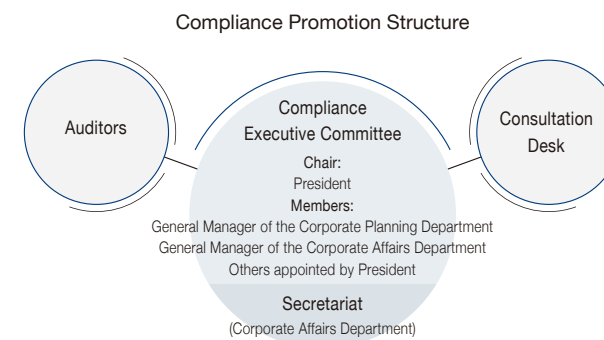 Compliance Promotion Structure
Auditors
Compliance
Executive Committee
Chair:
President
Members:
General Manager of the Corporate Planning Department
General Manager of the Corporate Affairs Department
Others appointed by President
Secretariat
(Corporate Affairs Department)
Consultation
Desk